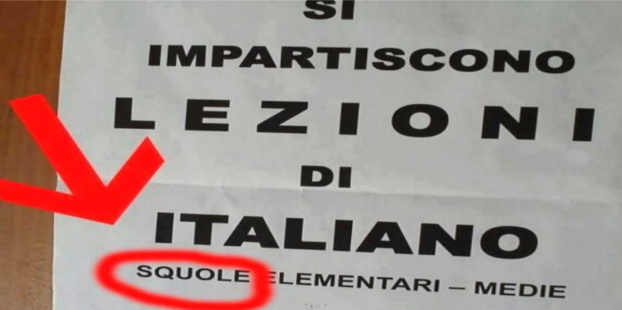 SI
IMPARTISCONO
LEZIONI
DI
ITALIANO
SQUOLE ELEMENTARI – MEDIE